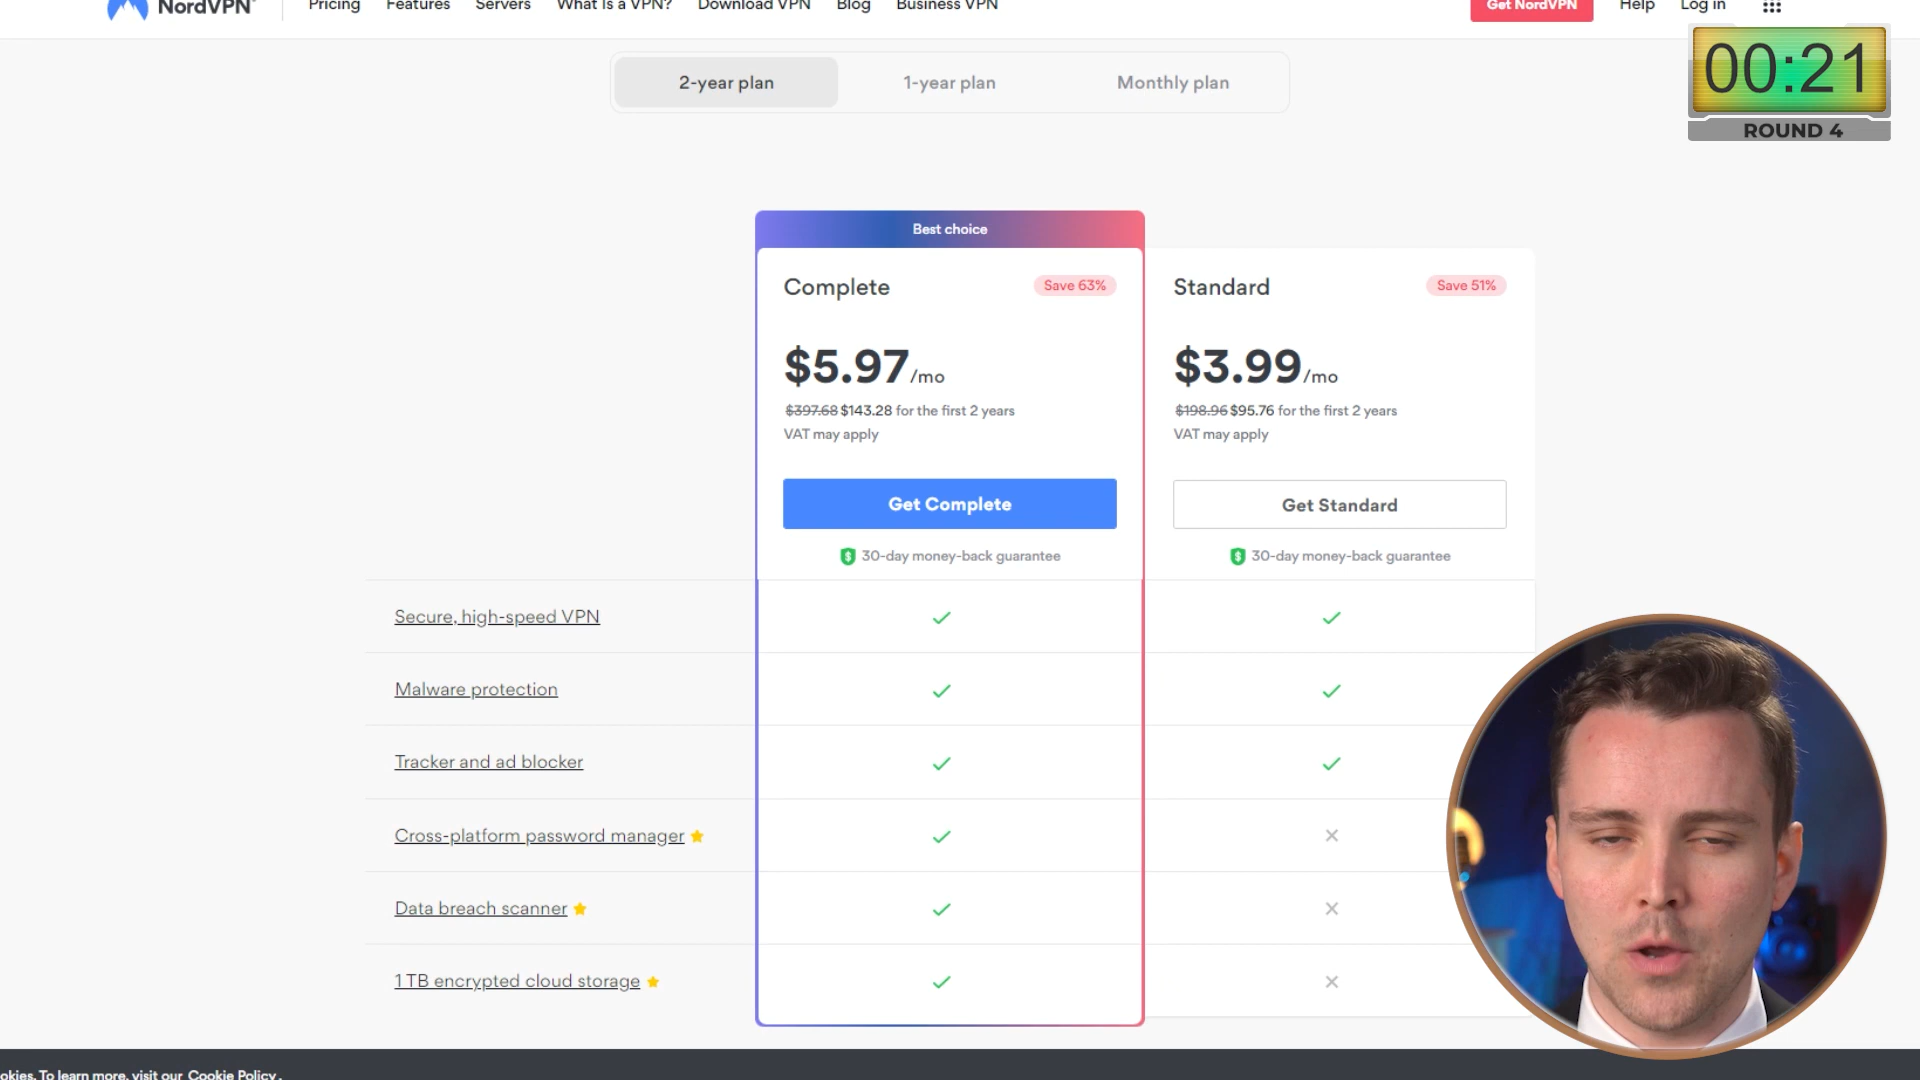 NordVPN®
Pricing
Features
Servers
What Is a VPN?
Download VPN
Blog
Business VPN
Get NordVPN
Help
Log in
00:21
ROUND 4
2-year plan
1-year plan
Monthly plan
Best choice
Complete
Save 63%
$5.97/mo
$397.68 $143.28 for the first 2 years
VAT may apply
Get Complete
30-day money-back guarantee
Standard
Save 51%
$3.99/mo
$198.96 $95.76 for the first 2 years
VAT may apply
Get Standard
30-day money-back guarantee
Secure, high-speed VPN
Malware protection
Tracker and ad blocker
Cross-platform password manager
Data breach scanner
1 TB encrypted cloud storage
okies. To learn more, visit our Cookie Policy.